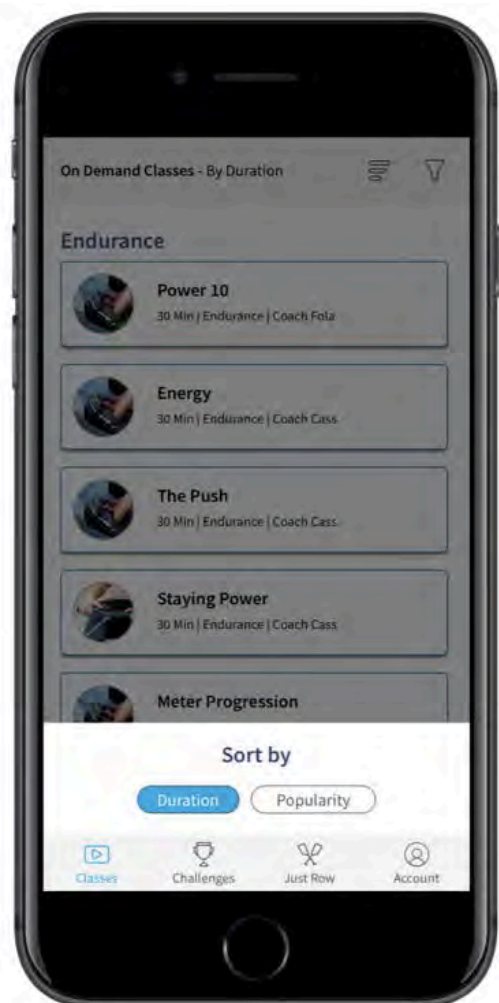 On Demand Classes - By Duration
Endurance
Power 10
30 Min | Endurance | Coach Fola
Energy
30 Min | Endurance | Coach Cass
The Push
30 Min | Endurance | Coach Cass
Staying Power
30 Min | Endurance | Coach Cass
Meter Progression
Sort by
Duration Popularity
Classes Challenges Just Row Account